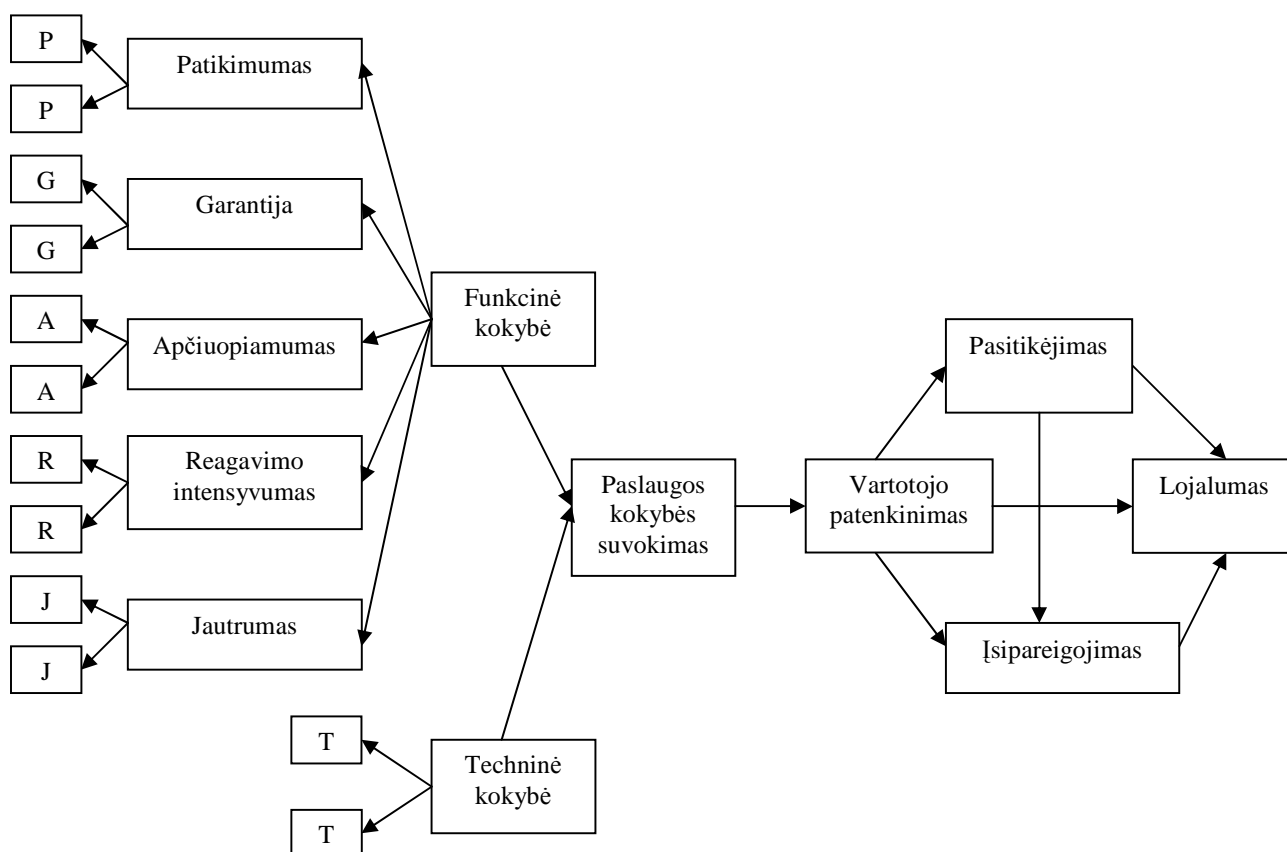 P
Patikimumas
P
G
Garantija
G
Funkcinė
kokybė
A
Apčiuopiamumas
A
Pasitikėjimas
R
Reagavimo
intensyvumas
R
Paslaugos
kokybės
suvokimas
Vartotojo
patenkinimas
Lojalumas
J
Jautrumas
J
Įsipareigojimas
T
Techninė
kokybė
T